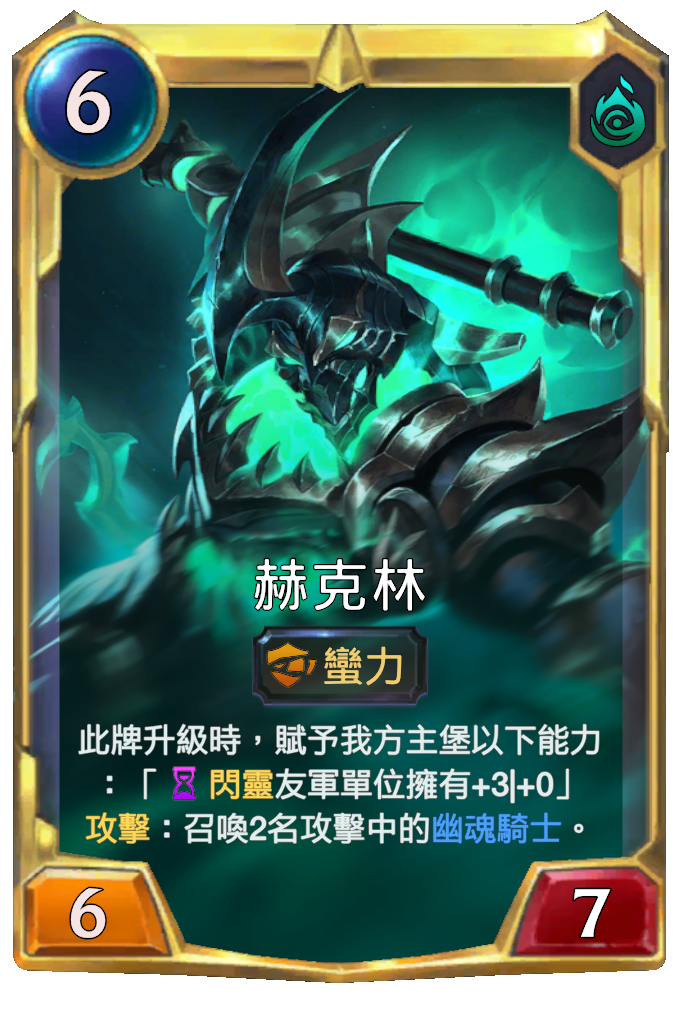 6
赫克林
蠻力
此牌升級時，賦予我方主堡以下能力
：「閃靈友軍單位擁有+3|+0」
攻擊：召喚2名攻擊中的幽魂騎士。
6
7